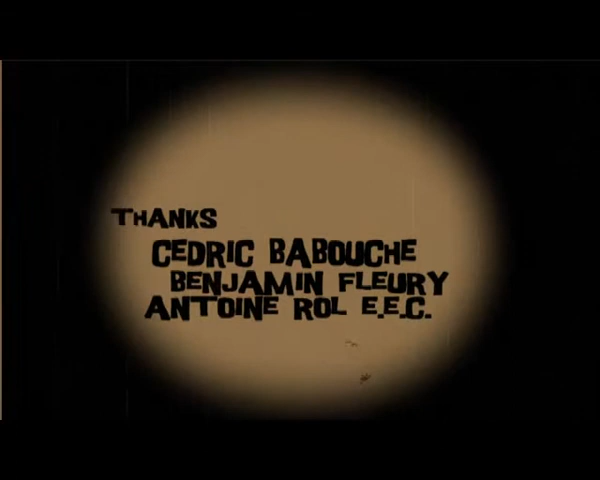 THANKS
CEDRIC BABOUCHE
BENJAMIN FLEURY
ANTOINE ROL E.E.C.